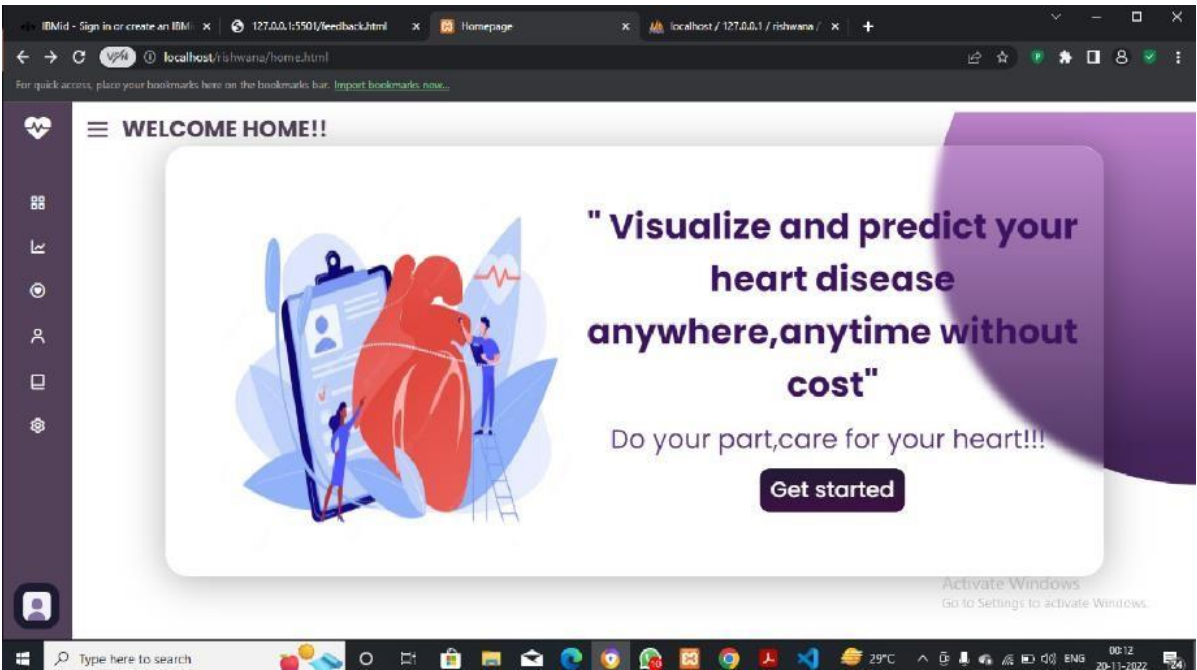 IBMid - Sign in or create an IBMi
127.0.0.1:5501/feedback.html
Homepage
localhost / 127.0.0.1 / rishwana /
VPN
localhost/rishwana/home.html
For quick access, place your bookmarks here on the bookmarks bar. Import bookmarks now...
WELCOME HOME!!
" Visualize and predict your
heart disease
anywhere,anytime without
cost"
Do your part,care for your heart!!!
Get started
Activate Windows
Go to Settings to activate Windows.
Type here to search
29°C
ENG
00:12
20-11-2022
24